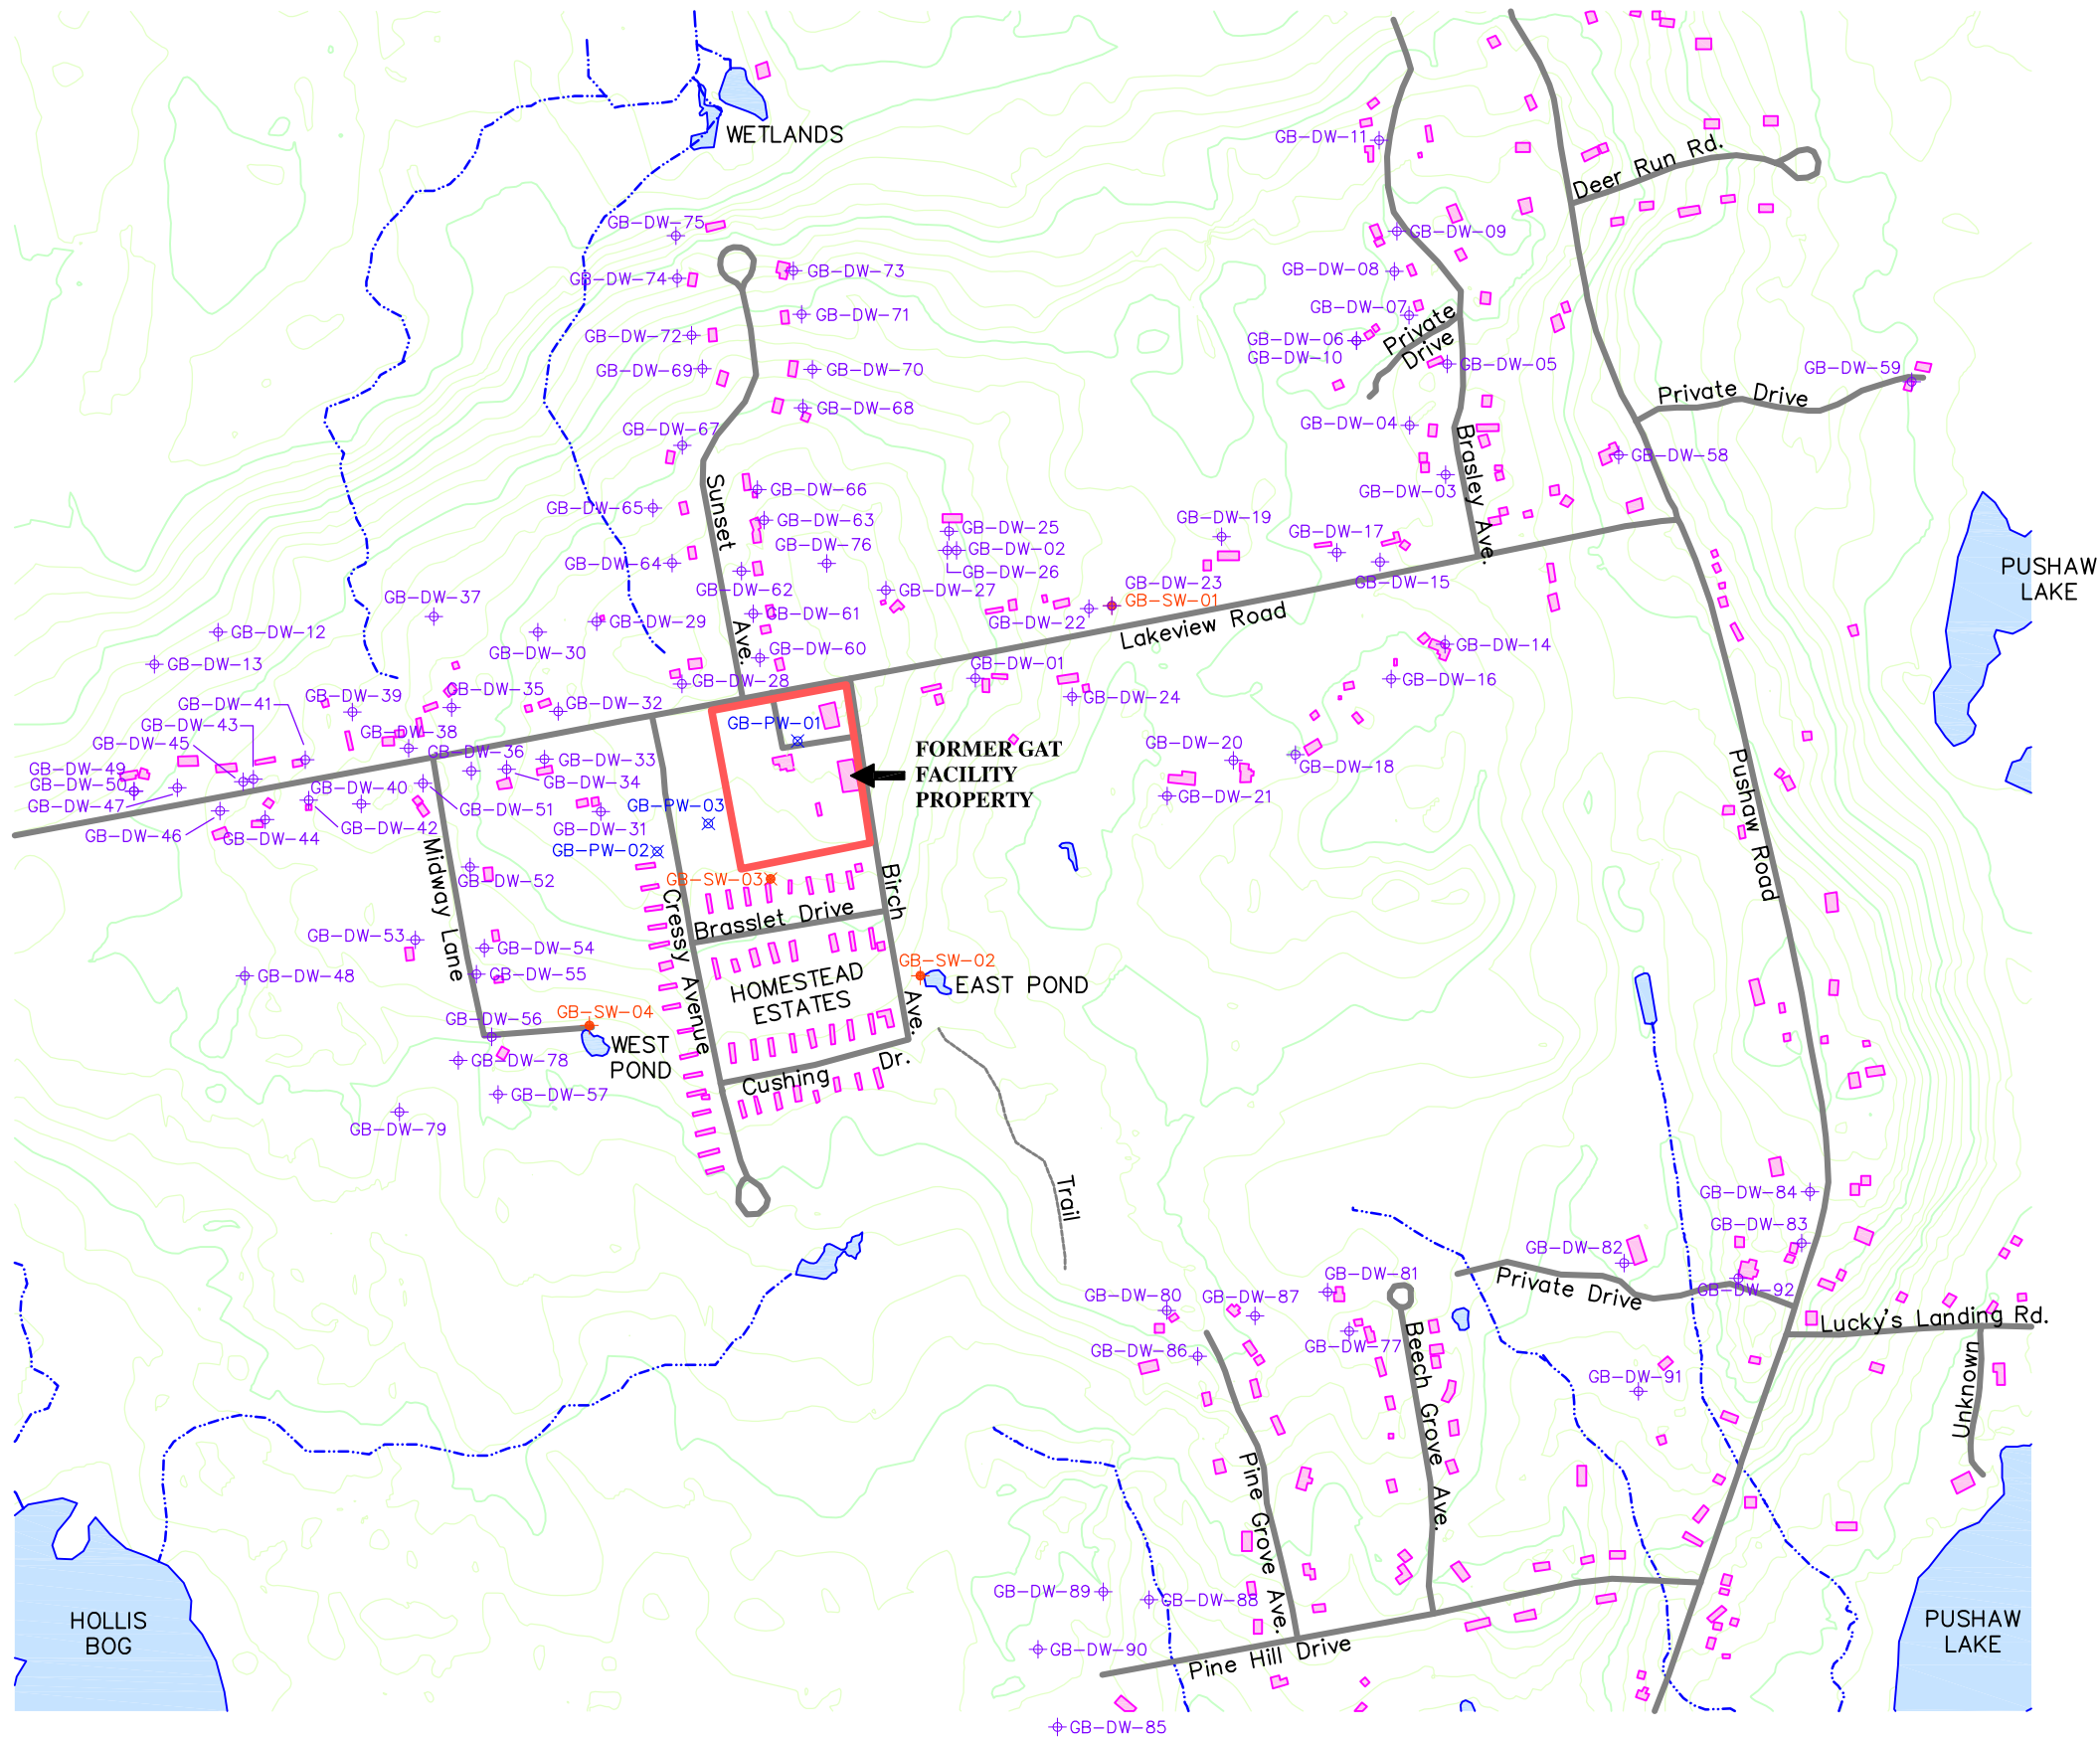 WETLANDS
GB-DW-11
Deer Run Rd.
GB-DW-75
GB-DW-09
GB-DW-74
GB-DW-73
GB-DW-08
GB-DW-71
GB-DW-07
GB-DW-72
GB-DW-06
GB-DW-10
Private
Drive
GB-DW-05
GB-DW-69
GB-DW-70
GB-DW-59
Private Drive
GB-DW-68
GB-DW-04
GB-DW-67
Brasley Ave.
GB-DW-58
GB-DW-03
Sunset Ave.
GB-DW-66
GB-DW-65
GB-DW-63
GB-DW-25
GB-DW-19
GB-DW-17
GB-DW-76
GB-DW-02
GB-DW-64
GB-DW-26
GB-DW-15
PUSHAW
LAKE
GB-DW-62
GB-DW-27
GB-DW-23
GB-SW-01
GB-DW-37
GB-DW-61
GB-DW-22
Lakeview Road
GB-DW-29
GB-DW-12
GB-DW-30
GB-DW-60
GB-DW-14
GB-DW-13
GB-DW-01
GB-DW-28
GB-DW-16
GB-DW-39
GB-DW-35
GB-DW-32
GB-DW-24
GB-DW-41
GB-DW-43
GB-DW-38
GB-PW-01
GB-DW-45
GB-DW-36
GB-DW-33
FORMER GAT
FACILITY
PROPERTY
GB-DW-20
GB-DW-18
GB-DW-49
GB-DW-50
GB-DW-40
GB-DW-34
GB-DW-21
GB-DW-47
GB-DW-51
GB-PW-03
GB-DW-46
GB-DW-44
GB-DW-42
GB-DW-31
GB-PW-02
Pushaw Road
Midway Lane
GB-DW-52
GB-SW-03
Birch Ave.
Cressy Avenue
Brasslet Drive
GB-DW-53
GB-DW-54
GB-SW-02
GB-DW-48
GB-DW-55
HOMESTEAD
ESTATES
EAST POND
GB-DW-56
GB-SW-04
WEST
POND
GB-DW-78
Cushing Dr.
GB-DW-57
GB-DW-79
Trail
GB-DW-84
GB-DW-83
GB-DW-82
GB-DW-81
Private Drive
GB-DW-92
GB-DW-80
GB-DW-87
Lucky's Landing Rd.
GB-DW-86
GB-DW-77
Beech Grove Ave.
GB-DW-91
Unknown
Pine Grove Ave.
GB-DW-89
GB-DW-88
HOLLIS
BOG
PUSHAW
LAKE
GB-DW-90
Pine Hill Drive
GB-DW-85